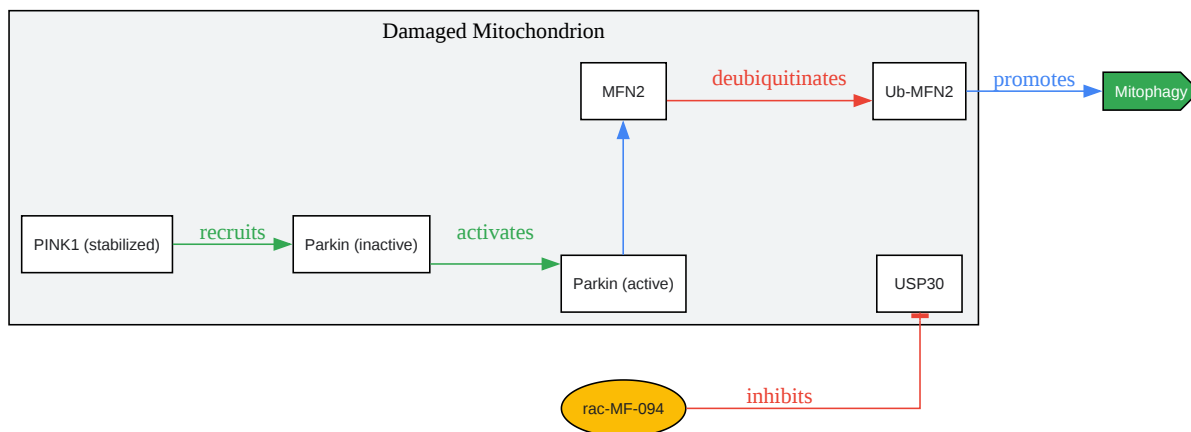 Damaged Mitochondrion
MFN2
deubiquitinates
Ub-MFN2
promotes
Mitophagy
PINK1 (stabilized)
recruits
Parkin (inactive)
activates
Parkin (active)
USP30
rac-MF-094
inhibits